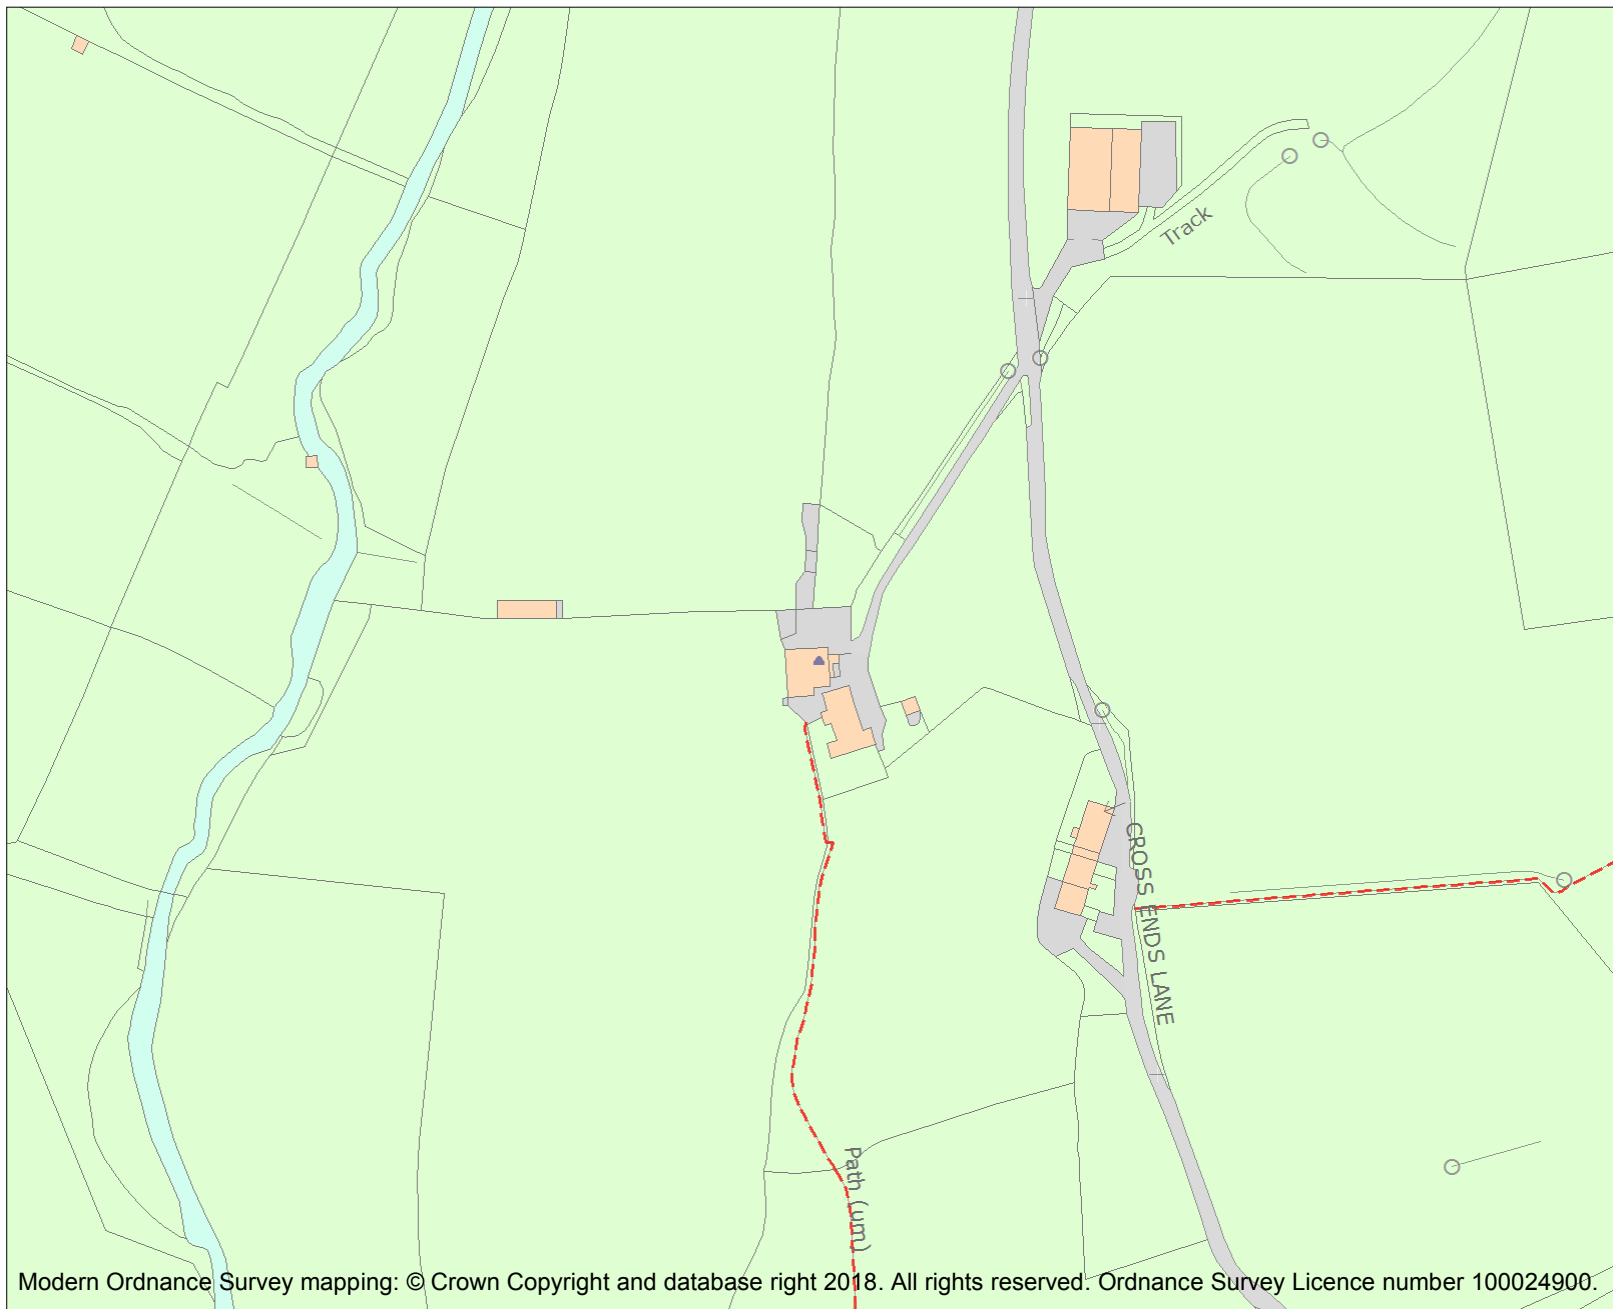 Track
CROSS ENDS LANE
Path (um)
Modern Ordnance Survey mapping: © Crown Copyright and database right 2018. All rights reserved. Ordnance Survey Licence number 100024900.